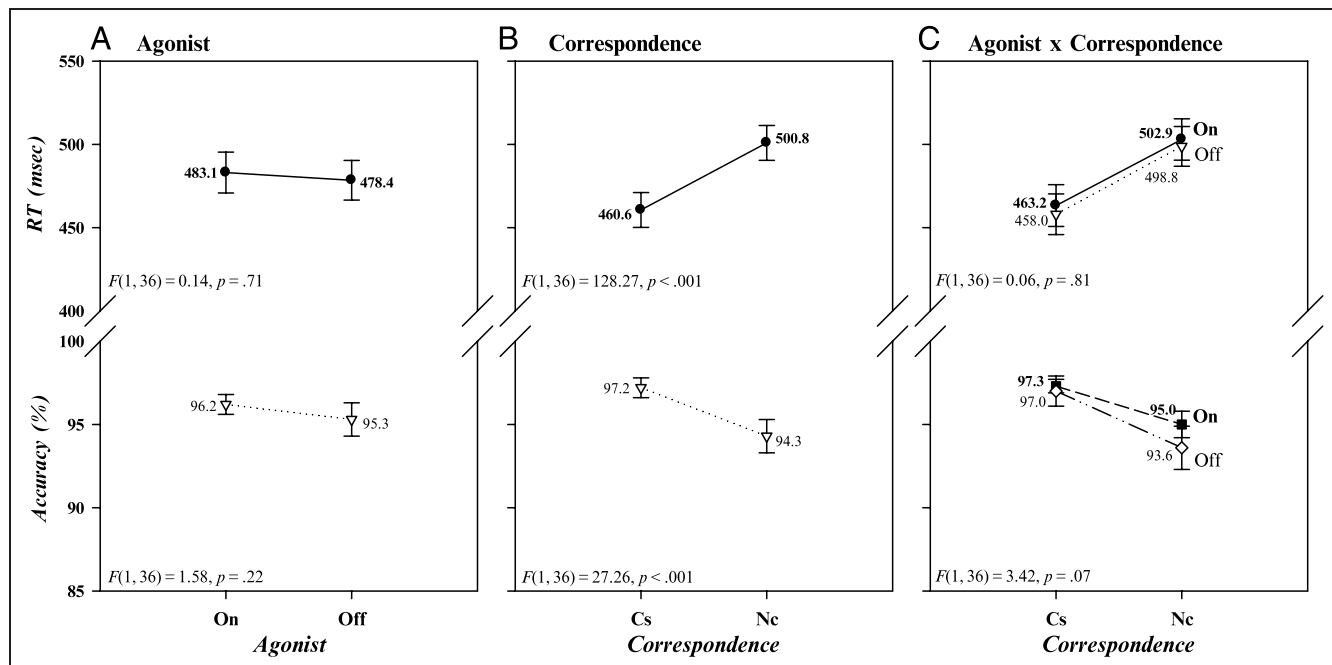 A Agonist
B Correspondence
C Agonist x Correspondence
RT (msec)
Accuracy (%)
550
500
450
400
100
95
90
85
483.1
478.4
F(1, 36) = 0.14, p = .71
96.2
95.3
F(1, 36) = 1.58, p = .22
On Off
Agonist
460.6
500.8
F(1, 36) = 128.27, p < .001
97.2
94.3
F(1, 36) = 27.26, p < .001
Cs Nc
Correspondence
502.9 On
Off
498.8
463.2
458.0
F(1, 36) = 0.06, p = .81
97.3
97.0
95.0 On
93.6 Off
F(1, 36) = 3.42, p = .07
Cs Nc
Correspondence